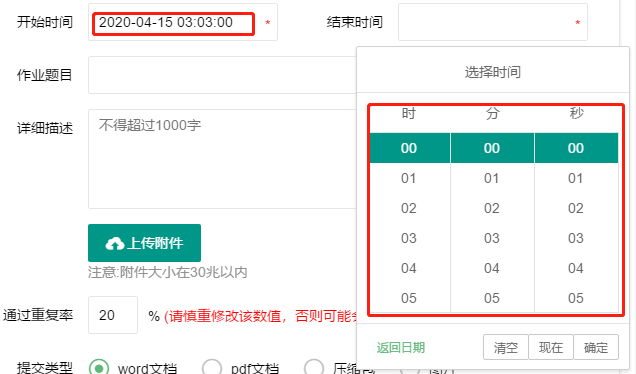 开始时间 2020-04-15 03:03:00 * 结束时间 *
作业题目
选择时间
详细描述 不得超过1000字
时 分 秒
00 00 00
01 01 01
02 02 02
03 03 03
04 04 04
05 05 05
上传附件
注意:附件大小在30兆以内
通过重复率 20 % (请慎重修改该数值，否则可能
返回日期 清空 现在 确定
提交类型 word文档 pdf文档 压缩包 图片